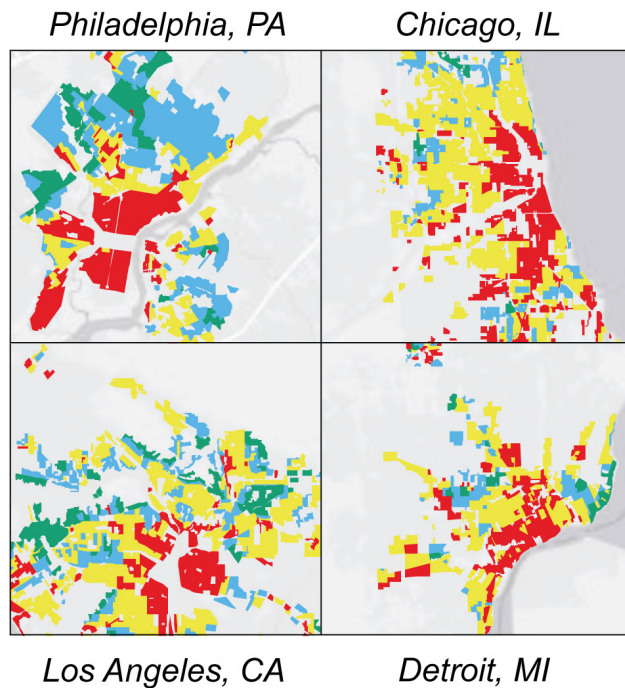 Philadelphia, PA
Chicago, IL
Los Angeles, CA
Detroit, MI